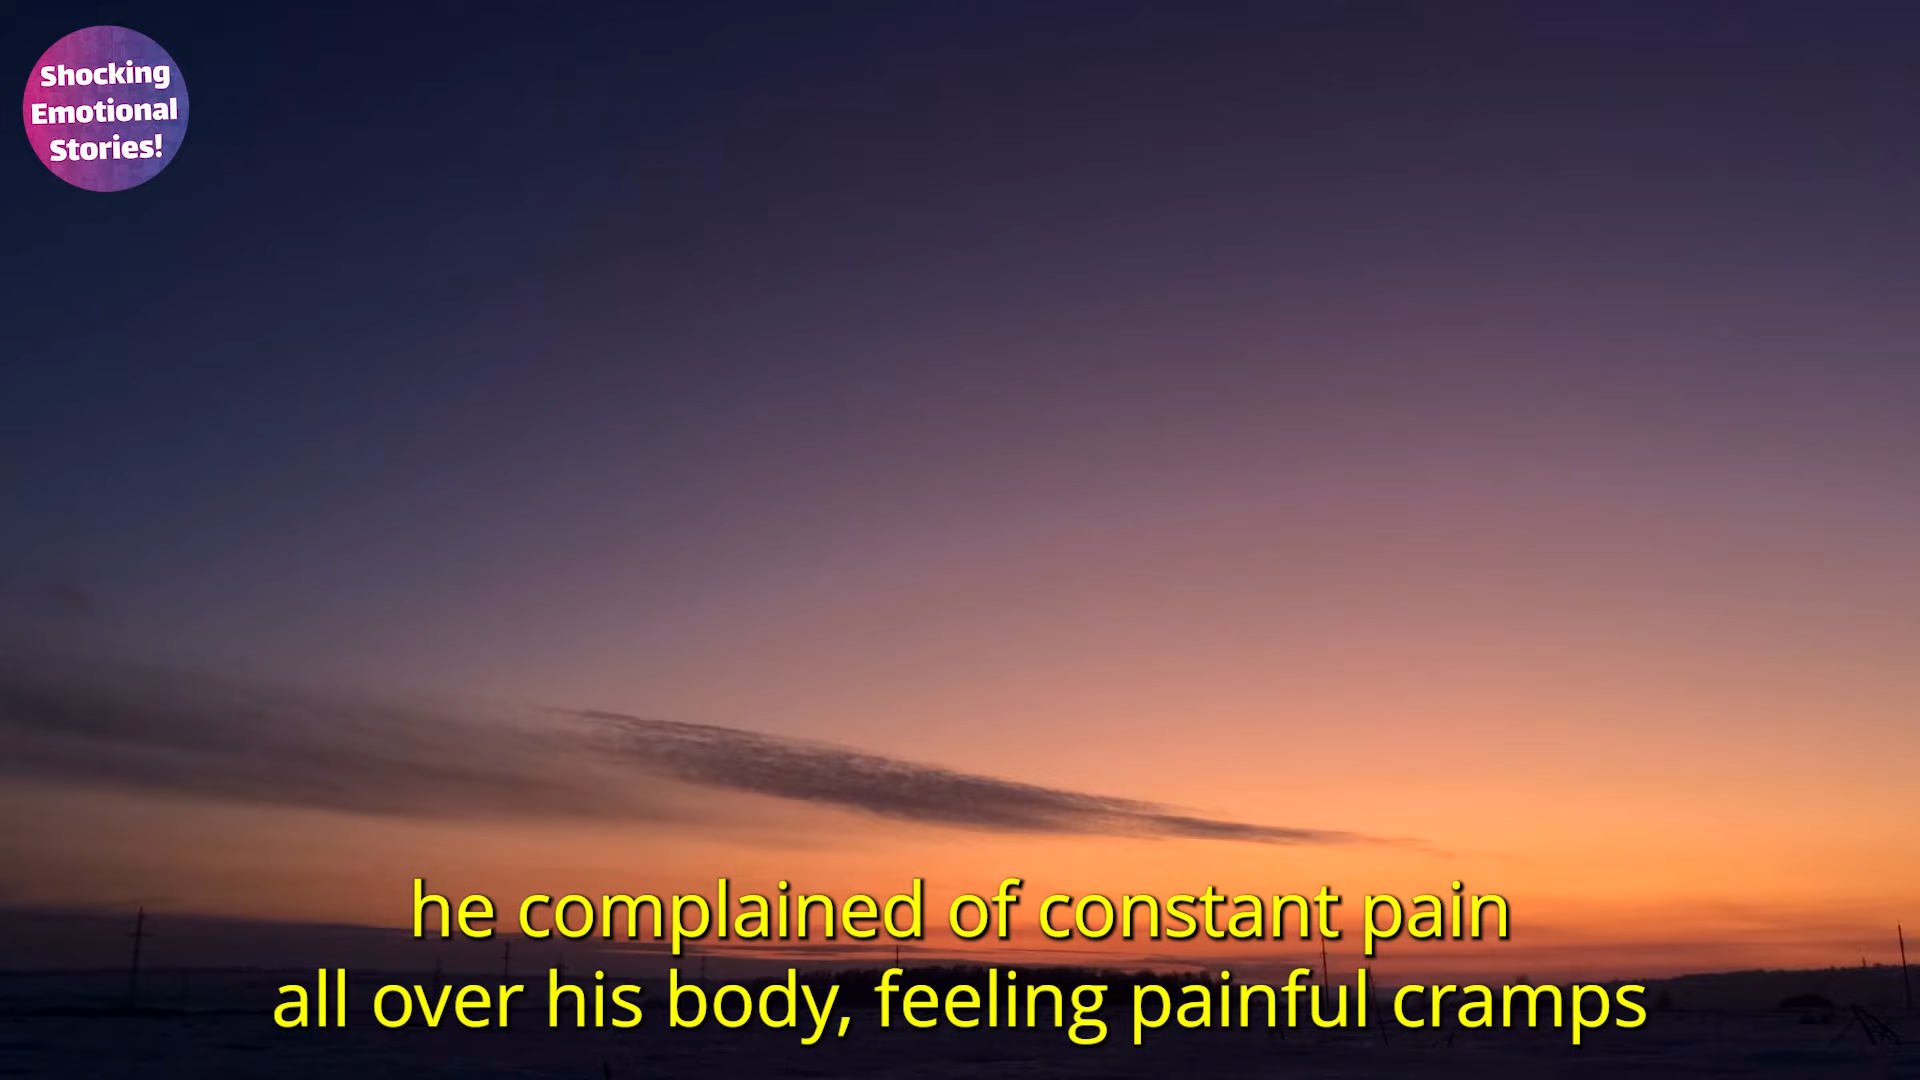 Shocking
Emotional
Stories!
he complained of constant pain
all over his body, feeling painful cramps